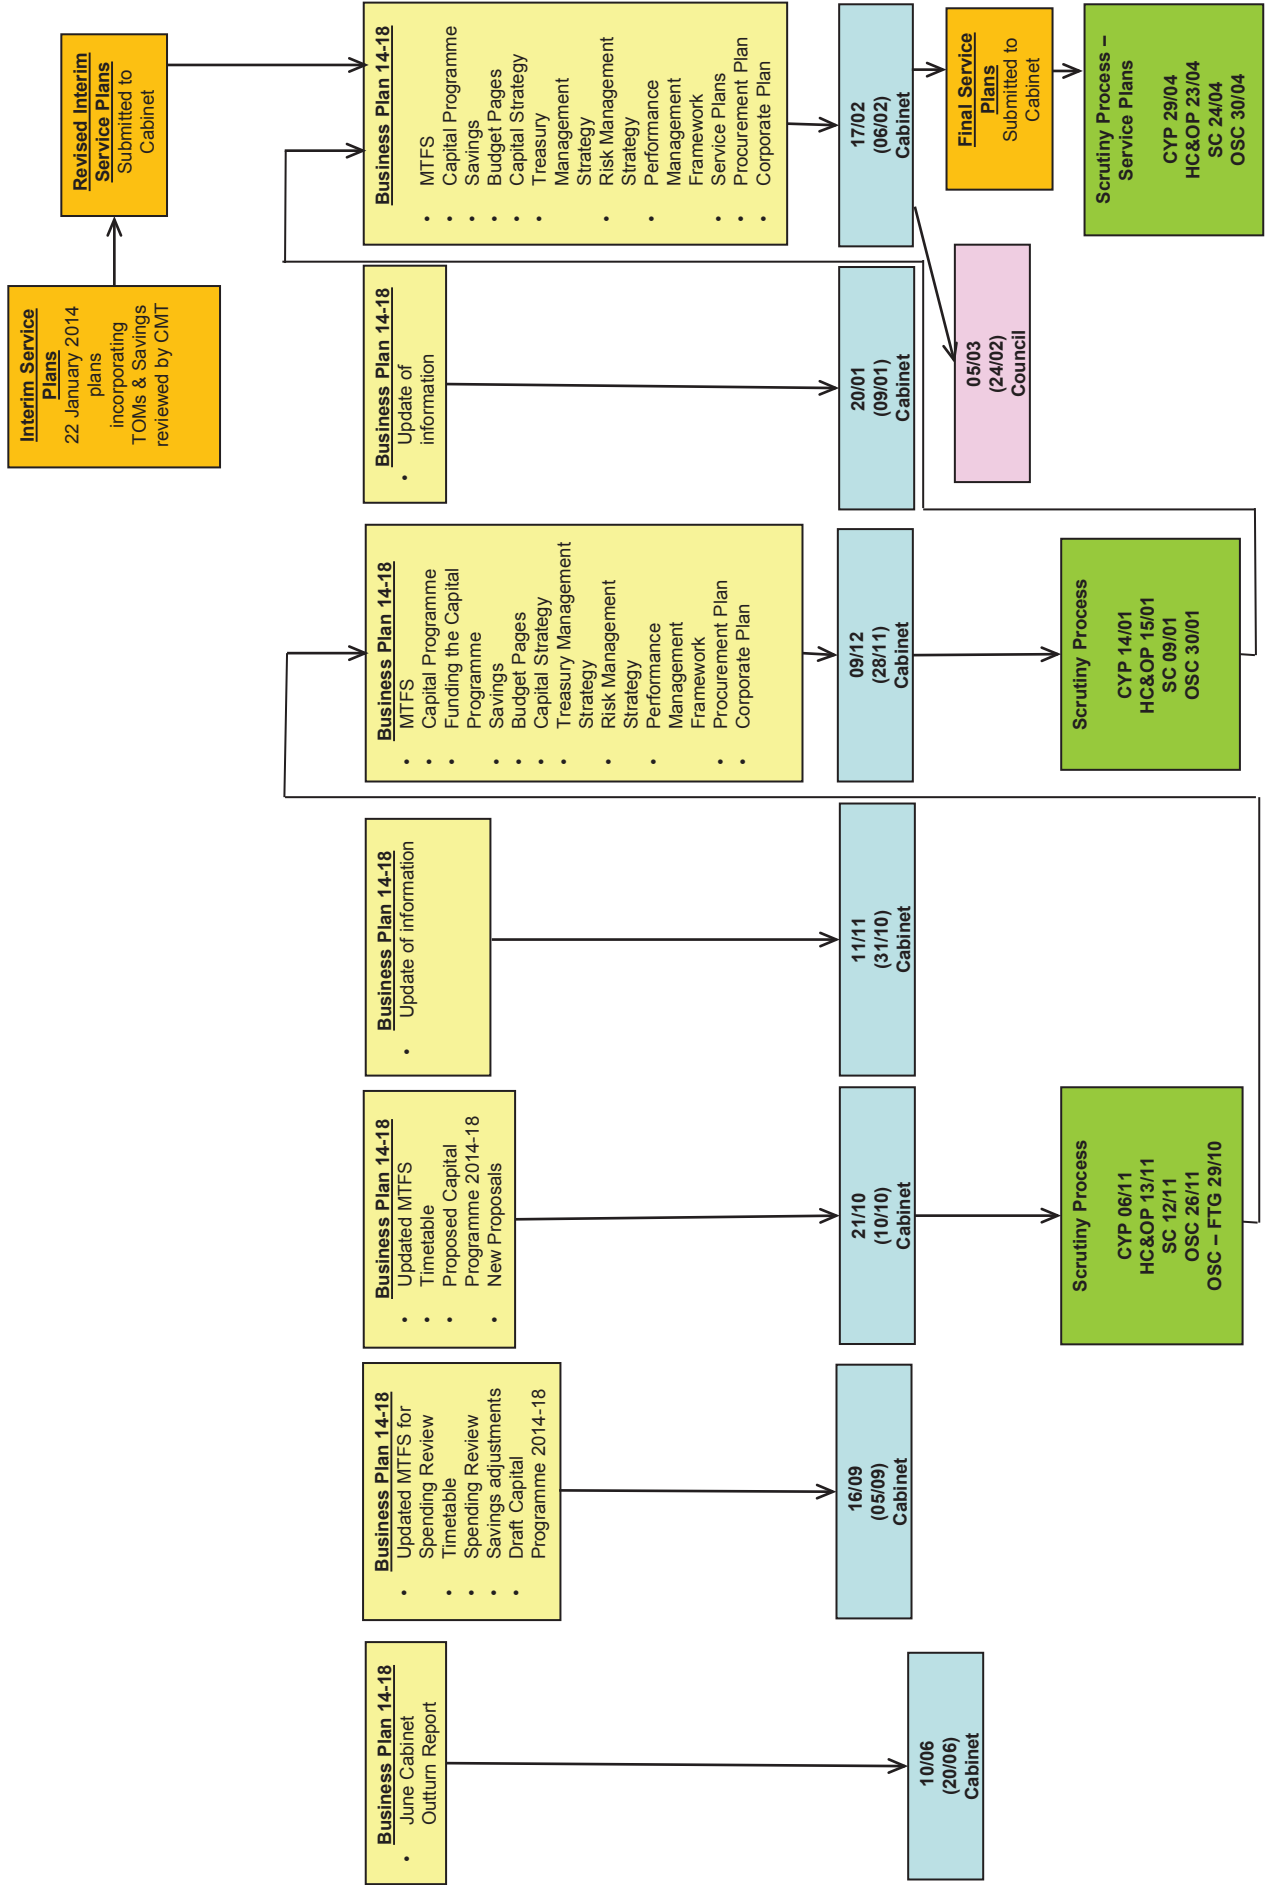 Interim Service
Plans
22 January 2014
plans
incorporating
TOMs & Savings
reviewed by CMT
Revised Interim
Service Plans
Submitted to
Cabinet
Business Plan 14-18
• June Cabinet
Outturn Report
Business Plan 14-18
• Updated MTFS for
Spending Review
• Timetable
• Spending Review
• Savings adjustments
• Draft Capital
Programme 2014-18
Business Plan 14-18
• Updated MTFS
• Timetable
• Proposed Capital
Programme 2014-18
• New Proposals
Business Plan 14-18
• Update of information
Business Plan 14-18
• MTFS
• Capital Programme
• Funding the Capital
Programme
• Savings
• Budget Pages
• Capital Strategy
• Treasury Management
Strategy
• Risk Management
Strategy
• Performance
Management
Framework
• Procurement Plan
• Corporate Plan
Business Plan 14-18
• Update of
information
Business Plan 14-18
• MTFS
• Capital Programme
• Savings
• Budget Pages
• Capital Strategy
• Treasury
Management
Strategy
• Risk Management
Strategy
• Performance
Management
Framework
• Service Plans
• Procurement Plan
• Corporate Plan
10/06
(20/06)
Cabinet
16/09
(05/09)
Cabinet
21/10
(10/10)
Cabinet
11/11
(31/10)
Cabinet
09/12
(28/11)
Cabinet
20/01
(09/01)
Cabinet
17/02
(06/02)
Cabinet
05/03
(24/02)
Council
Final Service
Plans
Submitted to
Cabinet
Scrutiny Process
CYP 06/11
HC&OP 13/11
SC 12/11
OSC 26/11
OSC – FTG 29/10
Scrutiny Process
CYP 14/01
HC&OP 15/01
SC 09/01
OSC 30/01
Scrutiny Process –
Service Plans
CYP 29/04
HC&OP 23/04
SC 24/04
OSC 30/04